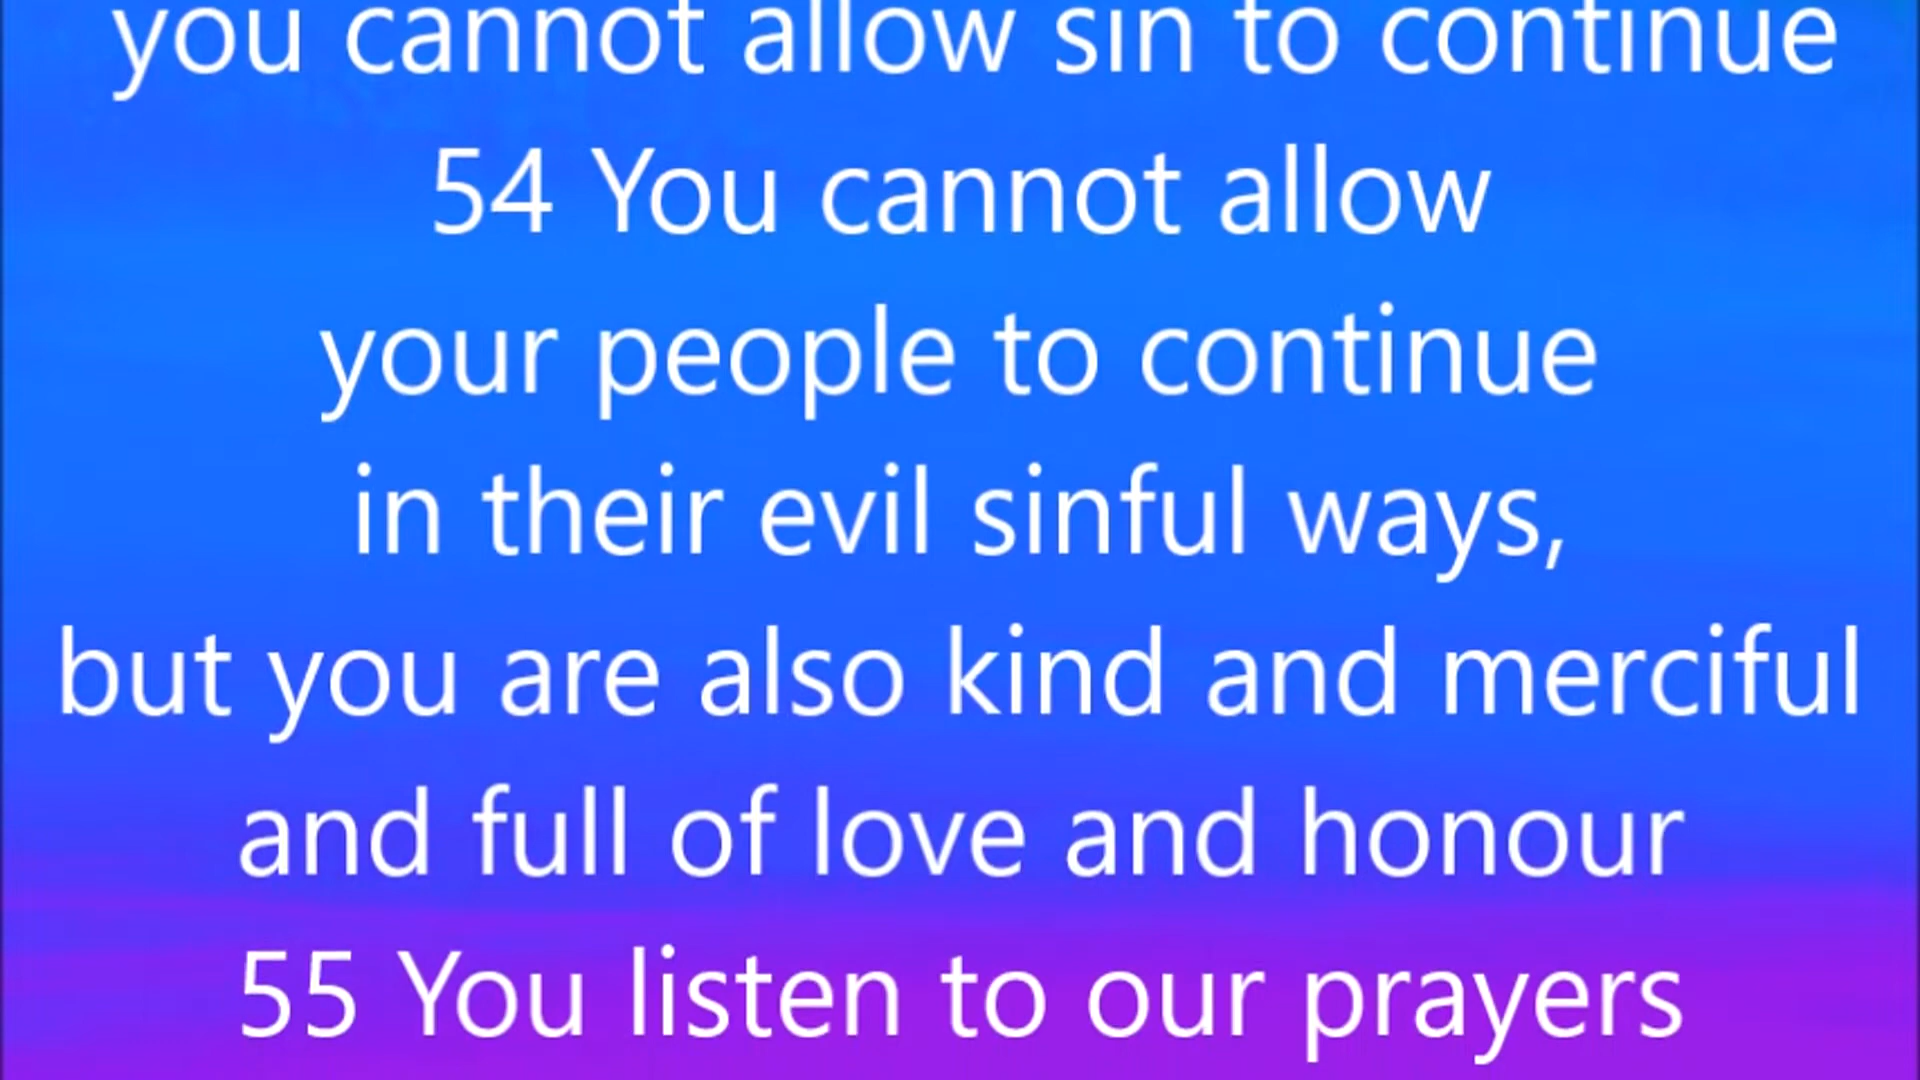 you cannot allow sin to continue
54 You cannot allow
your people to continue
in their evil sinful ways,
but you are also kind and merciful
and full of love and honour
55 You listen to our prayers